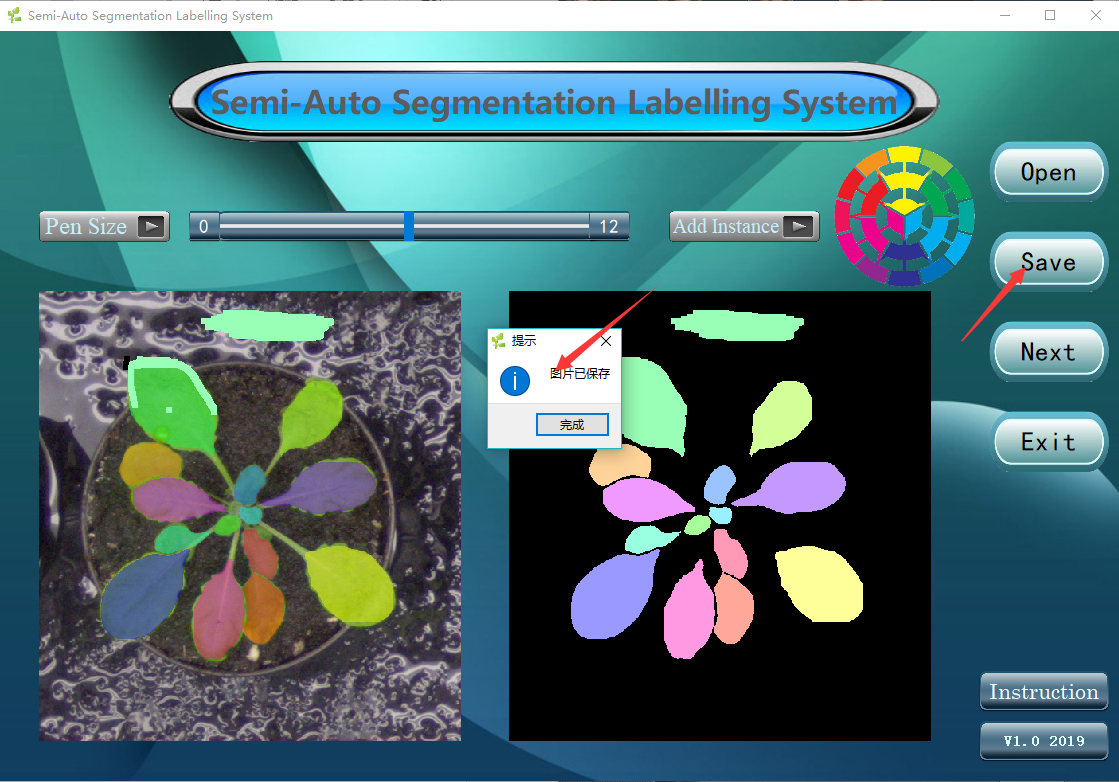 Semi-Auto Segmentation Labelling System
Semi-Auto Segmentation Labelling System
Open
Pen Size
0
12
Add Instance
Save
提示
图片已保存
完成
Next
Exit
Instruction
V1.0 2019